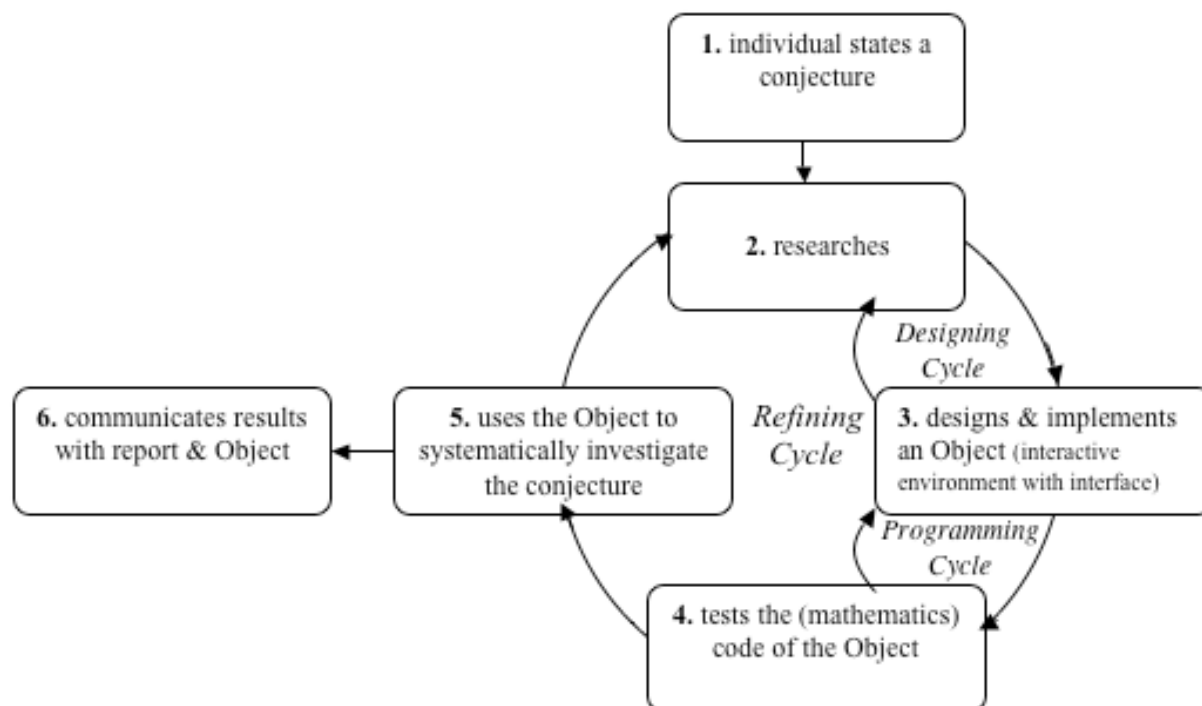 1. individual states a
conjecture
2. researches
Designing
Cycle
6. communicates results
with report & Object
5. uses the Object to
systematically investigate
the conjecture
Refining
Cycle
3. designs & implements
an Object (interactive
environment with interface)
Programming
Cycle
4. tests the (mathematics)
code of the Object